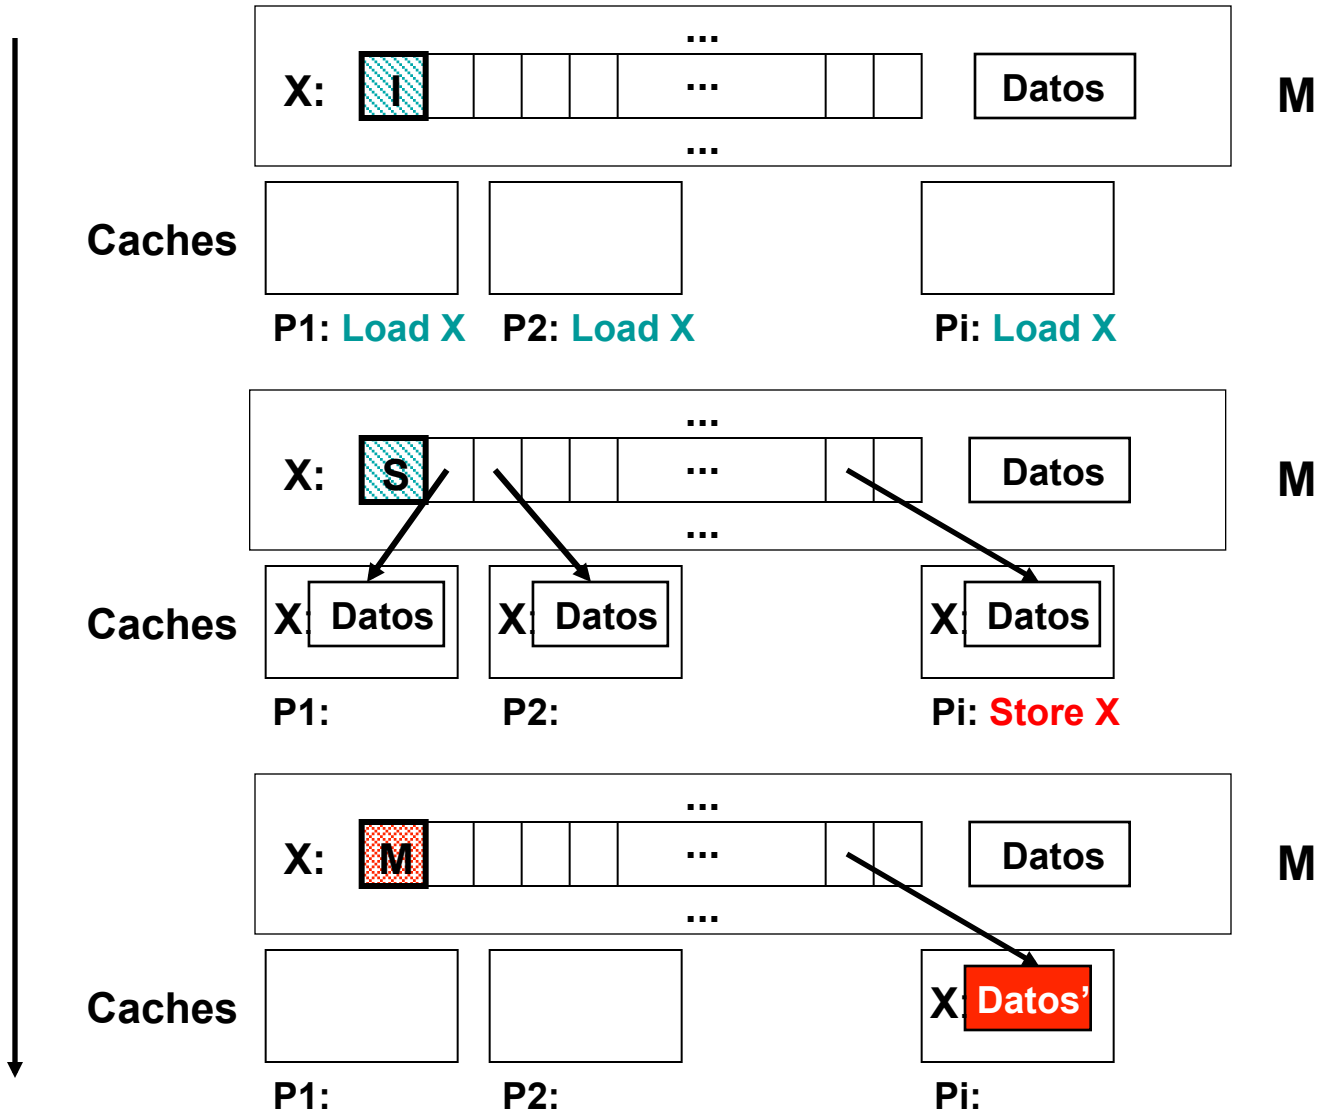 ...
X: I ... Datos M
...
Caches
P1: Load X P2: Load X Pi: Load X
...
X: S ... Datos M
...
Caches X: Datos X: Datos X: Datos
P1: P2: Pi: Store X
...
X: M ... Datos M
...
Caches X: Datos’
P1: P2: Pi: